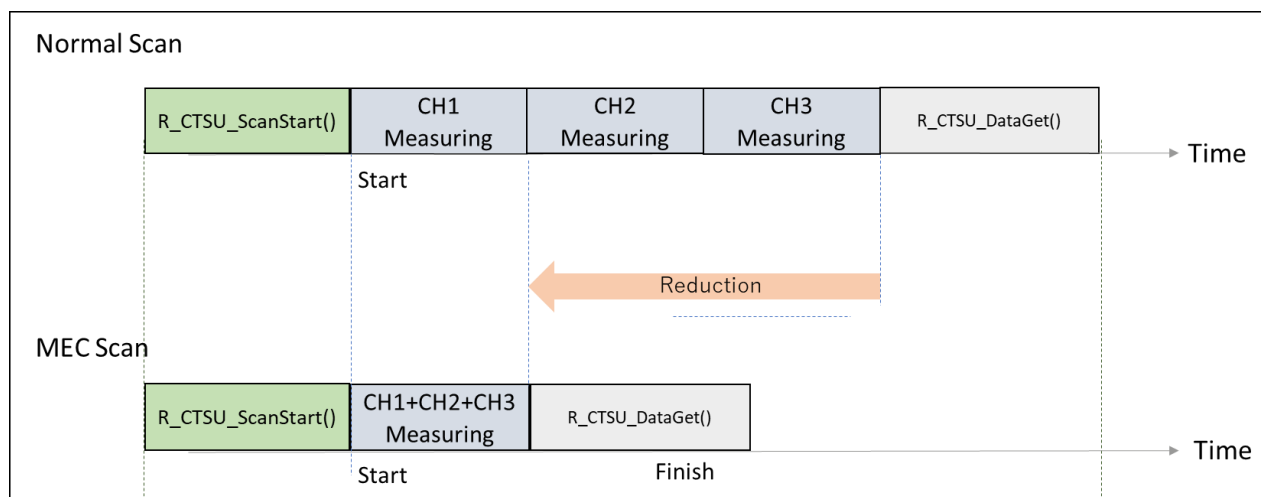 Normal Scan
R_CTSU_ScanStart()
CH1
Measuring
CH2
Measuring
CH3
Measuring
R_CTSU_DataGet()
Time
Start
Reduction
MEC Scan
R_CTSU_ScanStart()
CH1+CH2+CH3
Measuring
R_CTSU_DataGet()
Time
Start
Finish